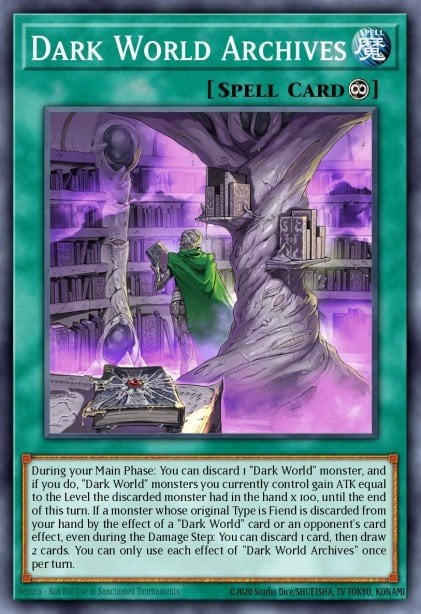 DARK WORLD ARCHIVES
SPELL
魔
[SPELL CARD]
During your Main Phase: You can discard 1 "Dark World" monster, and
if you do, "Dark World" monsters you currently control gain ATK equal
to the Level the discarded monster had in the hand x 100, until the end
of this turn. If a monster whose original Type is Fiend is discarded from
your hand by the effect of a "Dark World" card or an opponent's card
effect, even during the Damage Step: You can discard 1 card, then draw
2 cards. You can only use each effect of "Dark World Archives" once
per turn.
Replica - Not For Use in Sanctioned Tournaments
©2020 Studio Dice/SHUEISHA, TV TOKYO, KONAMI